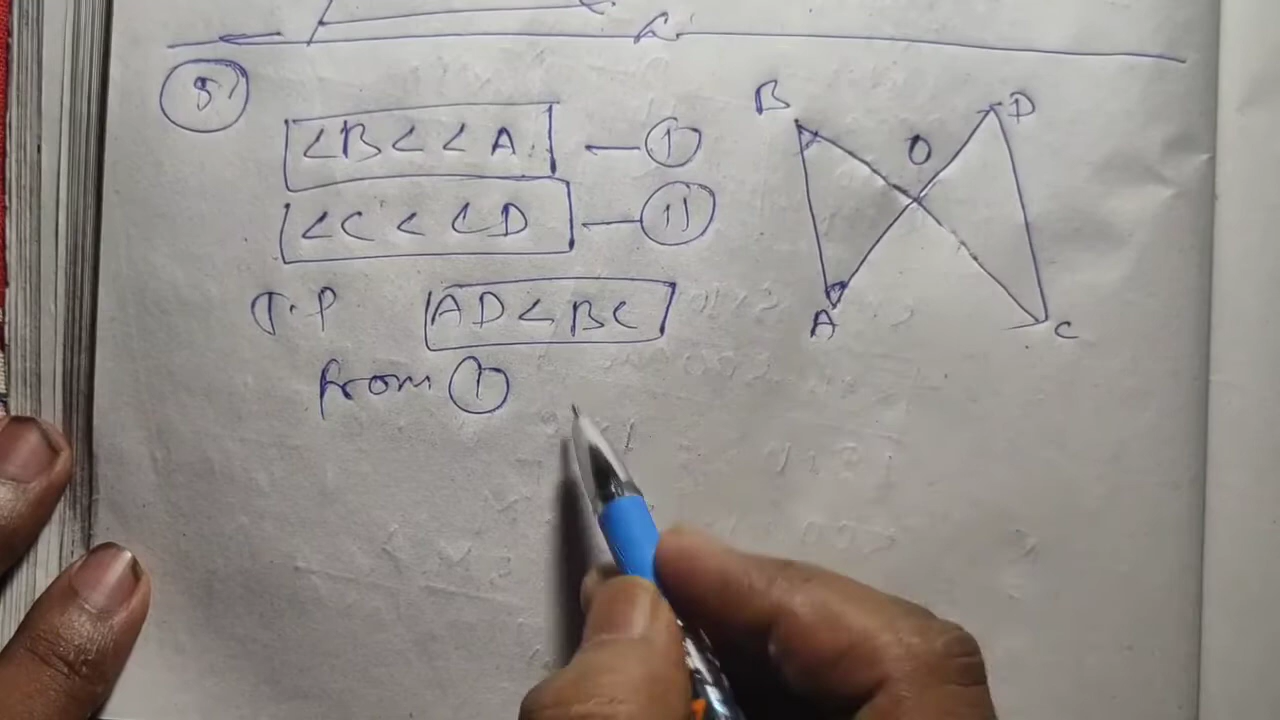 8)
<B < <A — (I)
<C < <D — (II)
T.P AD < BC
from (I)
B
O
D
A
C